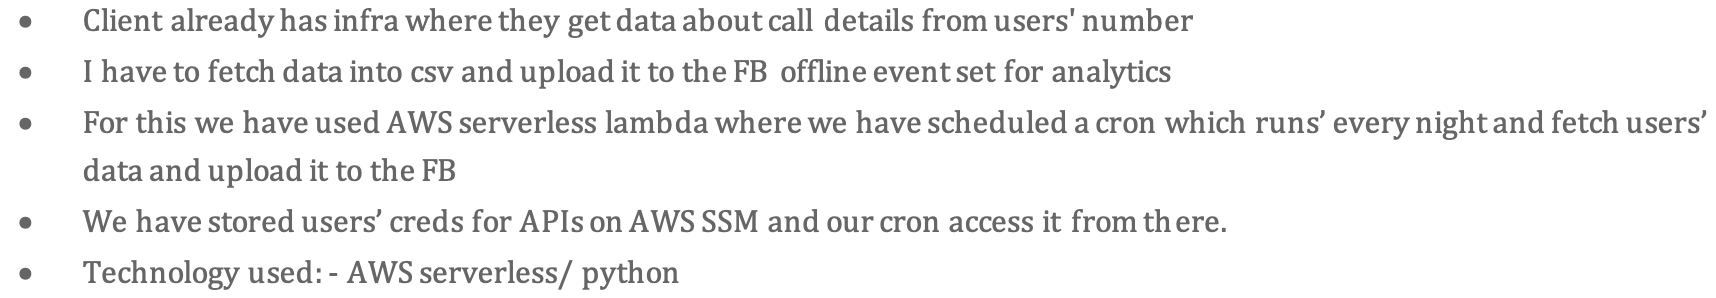 • Client already has infra where they get data about call details from users' number
• I have to fetch data into csv and upload it to the FB offline event set for analytics
• For this we have used AWS serverless lambda where we have scheduled a cron which runs’ every night and fetch users’
data and upload it to the FB
• We have stored users’ creds for APIs on AWS SSM and our cron access it from there.
• Technology used: - AWS serverless/ python